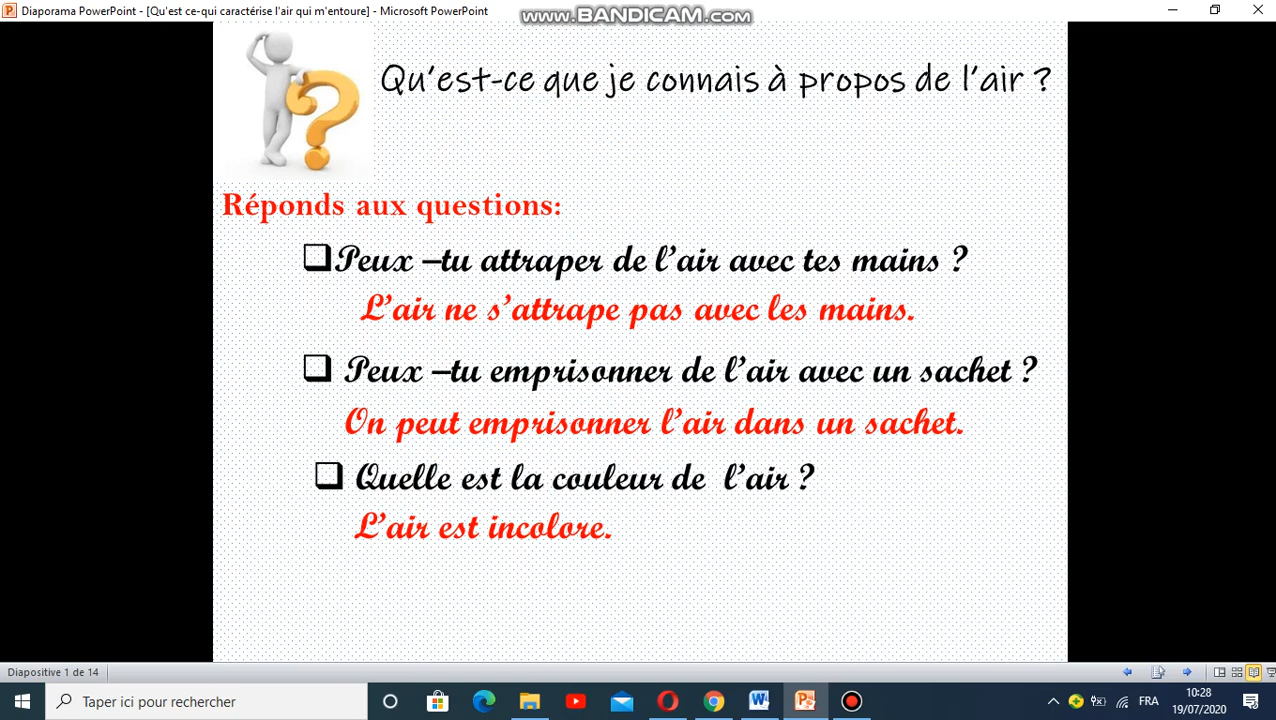 Diaporama PowerPoint - [Qu'est ce-qui caractérise l'air qui m'entoure] - Microsoft PowerPoint
www.BANDICAM.com
Qu'est-ce que je connais à propos de l'air ?
Réponds aux questions:
Peux –tu attraper de l'air avec tes mains ?
L'air ne s'attrape pas avec les mains.
Peux –tu emprisonner de l'air avec un sachet ?
On peut emprisonner l'air dans un sachet.
Quelle est la couleur de l'air ?
L'air est incolore.
Diapositive 1 de 14
Taper ici pour rechercher
FRA
10:28
19/07/2020